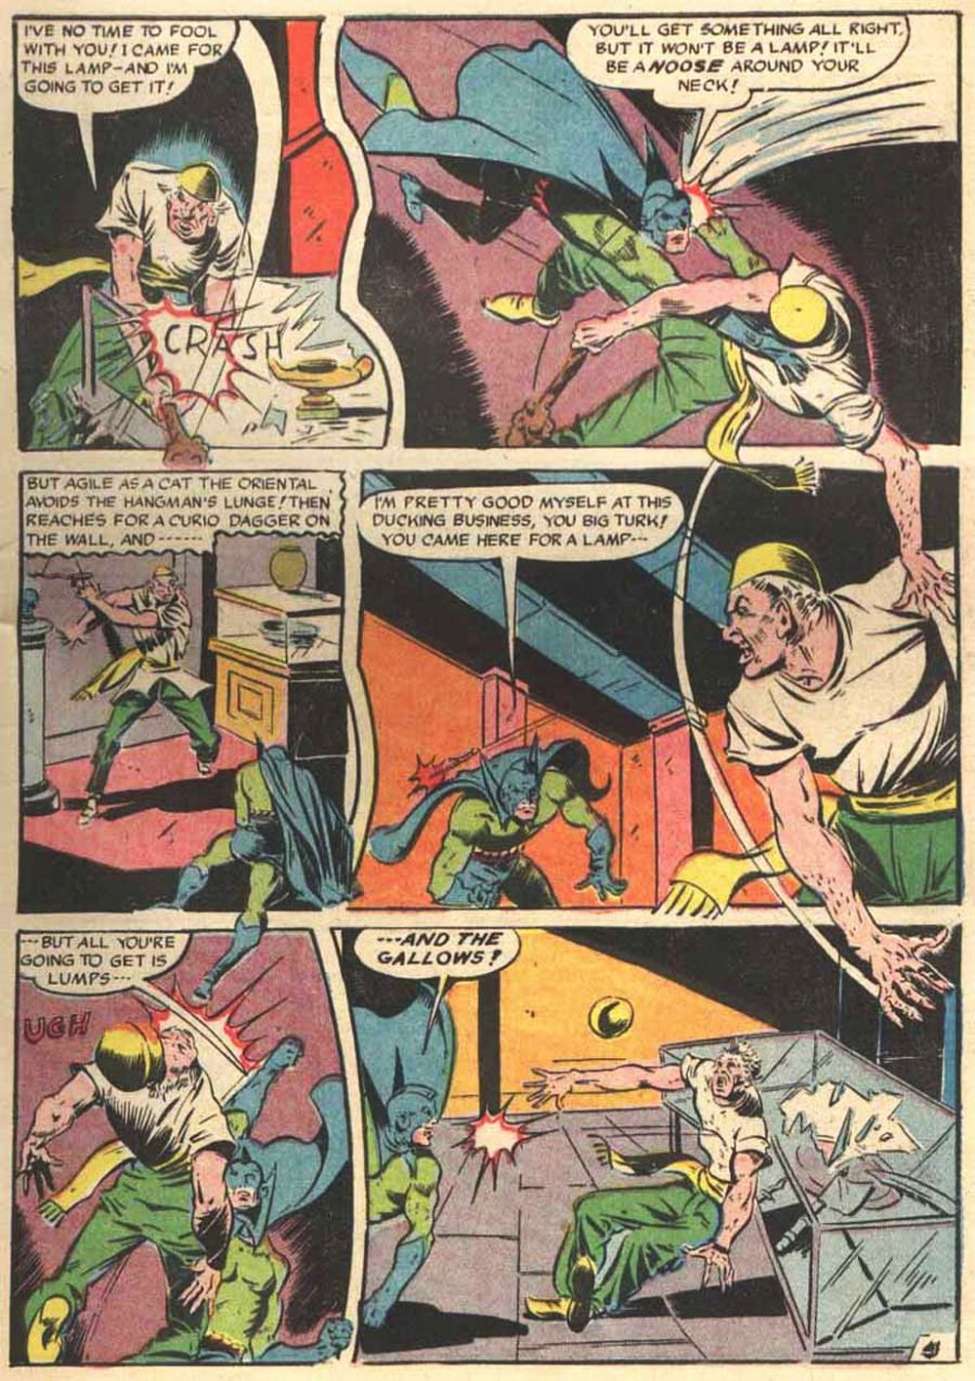 I'VE NO TIME TO FOOL
WITH YOU! I CAME FOR
THIS LAMP-AND I'M
GOING TO GET IT!
CRASH
YOU'LL GET SOMETHING ALL RIGHT,
BUT IT WON'T BE A LAMP! IT'LL
BE A NOOSE AROUND YOUR
NECK!
BUT AGILE AS A CAT THE ORIENTAL
AVOIDS THE HANGMAN'S LUNGE! THEN
REACHES FOR A CURIO DAGGER ON
THE WALL, AND ------
I'M PRETTY GOOD MYSELF AT THIS
DUCKING BUSINESS, YOU BIG TURK!
YOU CAME HERE FOR A LAMP---
---BUT ALL YOU'RE
GOING TO GET IS
LUMPS---
UGH
---AND THE
GALLOWS!
4